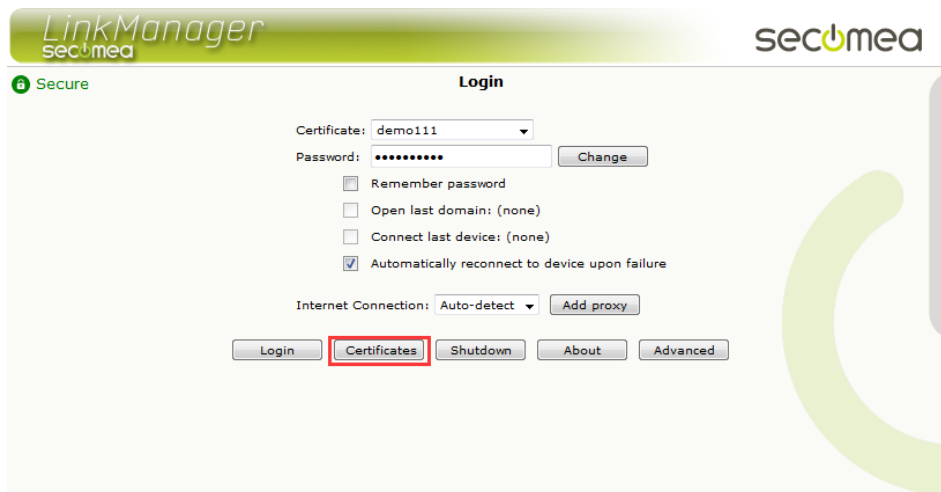 LinkManager
secomea
secomea
Secure
Login
Certificate: demo111
Password: •••••••••• Change
Remember password
Open last domain: (none)
Connect last device: (none)
Automatically reconnect to device upon failure
Internet Connection: Auto-detect Add proxy
Login Certificates Shutdown About Advanced